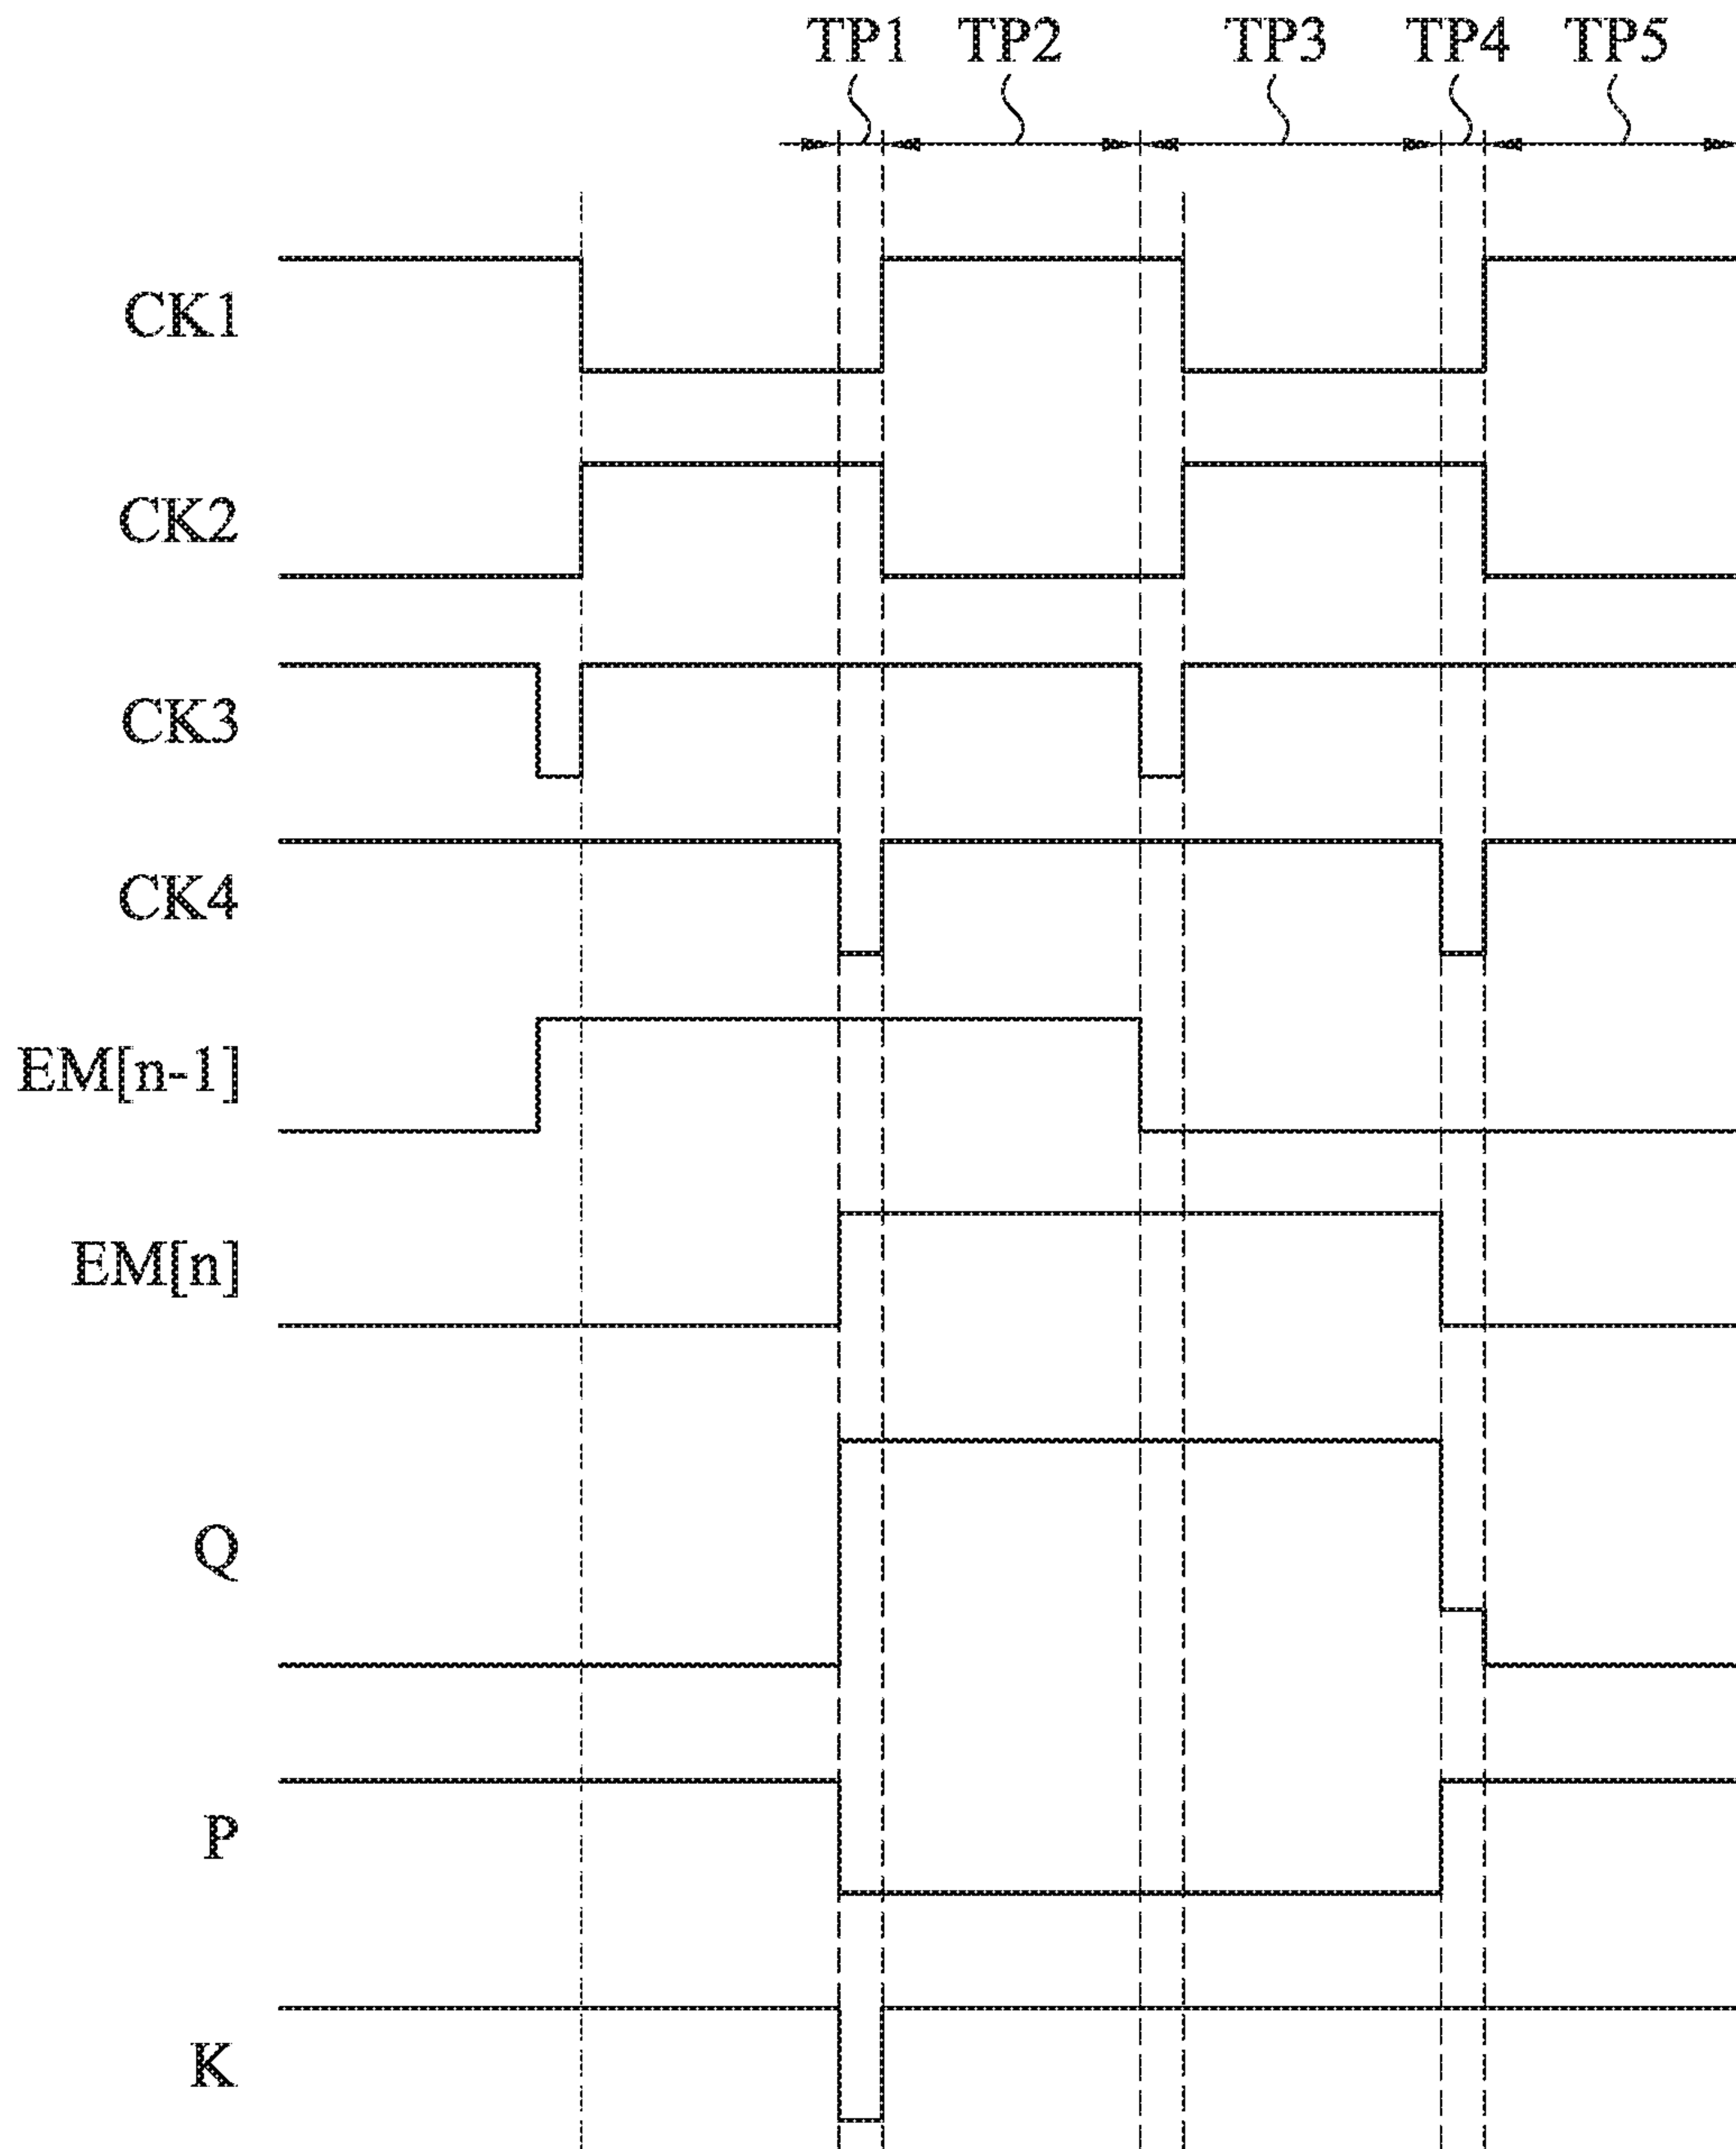 TP1 TP2 TP3 TP4 TP5
CK1
CK2
CK3
CK4
EM[n-1]
EM[n]
Q
P
K